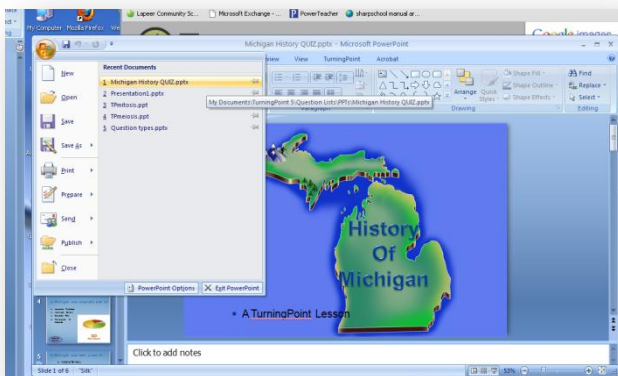 Lapeer Community Sc... Microsoft Exchange - ... PowerTeacher sharpschool manual ar...
My Computer Mozilla Firefox
Google images
Michigan History QUIZ.pptx - Microsoft PowerPoint
View TurningPoint Acrobat
New
Open
Save
Save As
Print
Prepare
Send
Publish
Close
Recent Documents
1 Michigan History QUIZ.pptx
2 Presentation1.pptx
3 TPmitosis.ppt
4 TPmeiosis.ppt
5 Question types.pptx
My Documents\TurningPoint 5\Question Lists\PPTs\Michigan History QUIZ.pptx
PowerPoint Options Exit PowerPoint
Arrange Quick Styles
Shape Fill
Shape Outline
Shape Effects
Drawing
Find
Replace
Select
Editing
History
Of
Michigan
• A TurningPoint Lesson
4
5
Click to add notes
Slide 1 of 6 "Silk" 53%